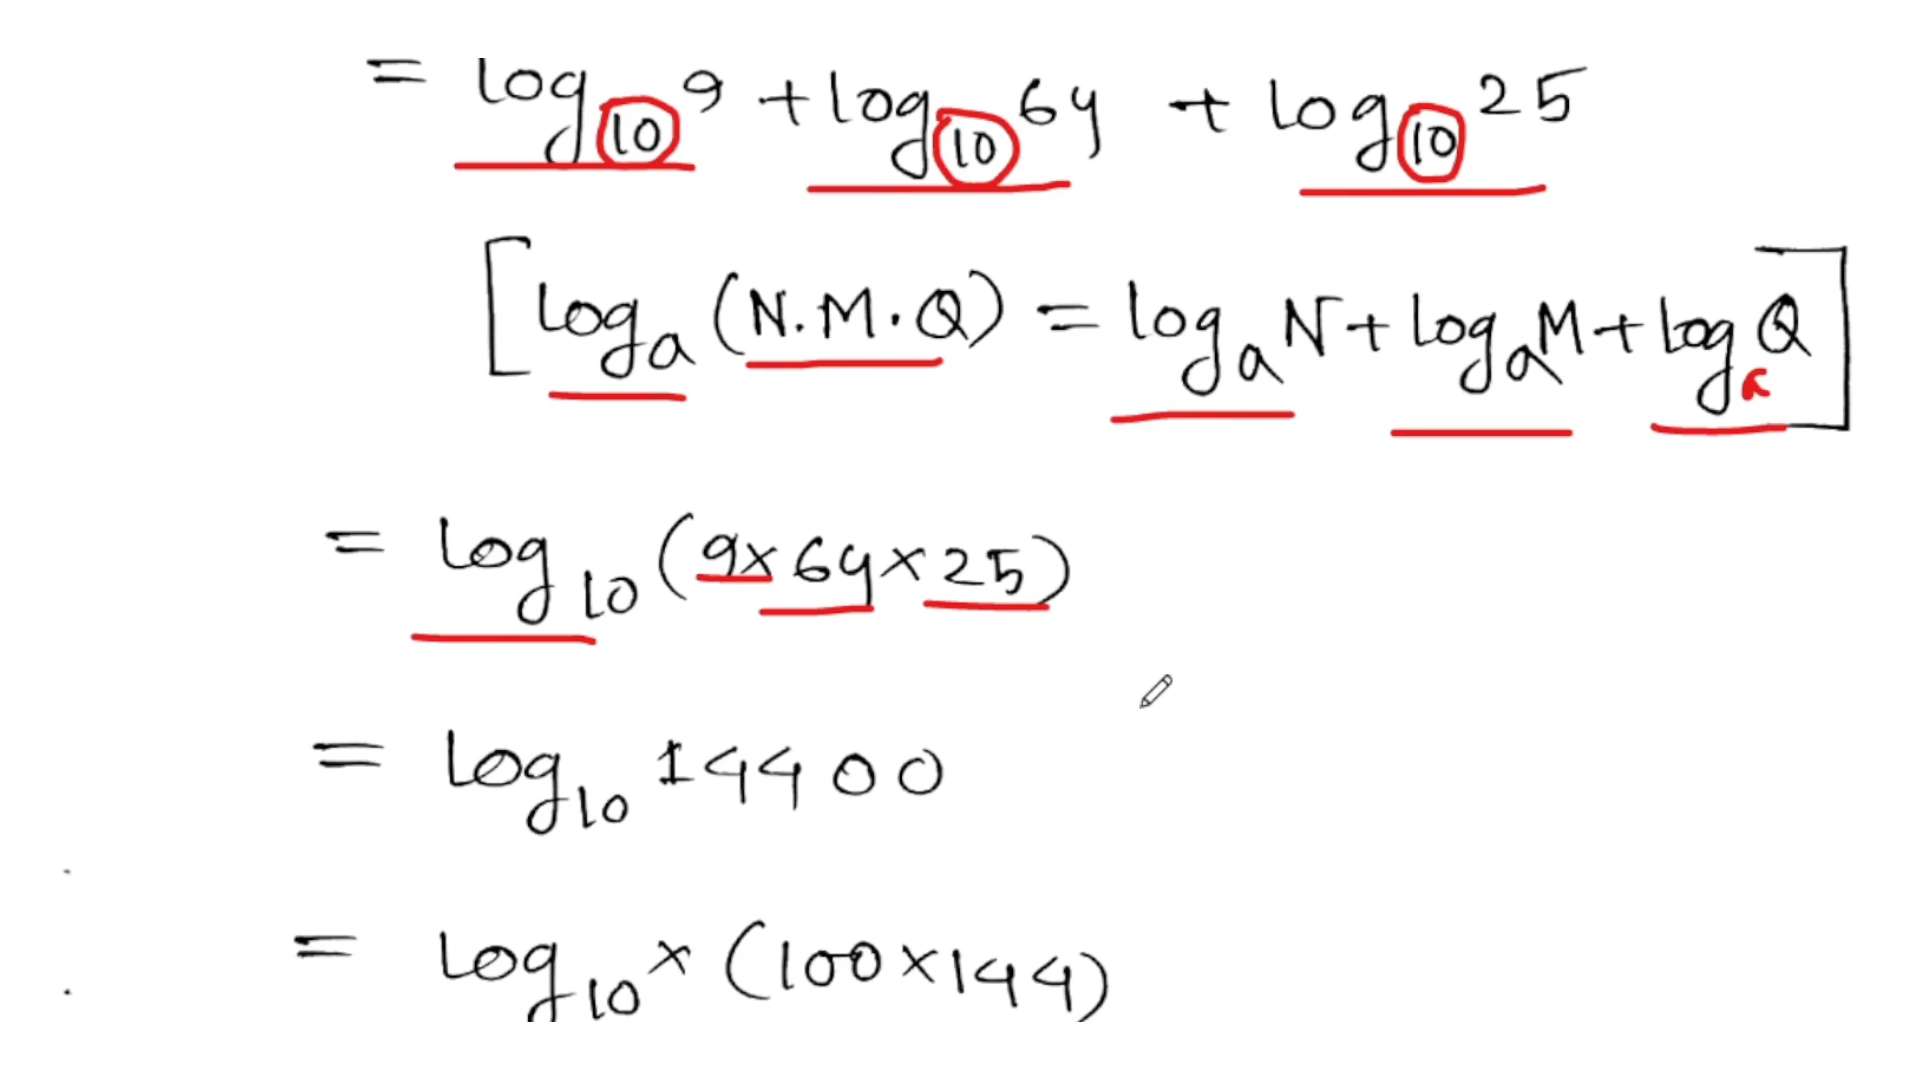 = log₁₀ 9 + log₁₀ 64 + log₁₀ 25
[logₐ (N.M.Q) = logₐ N + logₐ M + logₐ Q]
= log₁₀ (9×64×25)
= log₁₀ 14400
= log₁₀ × (100×144)